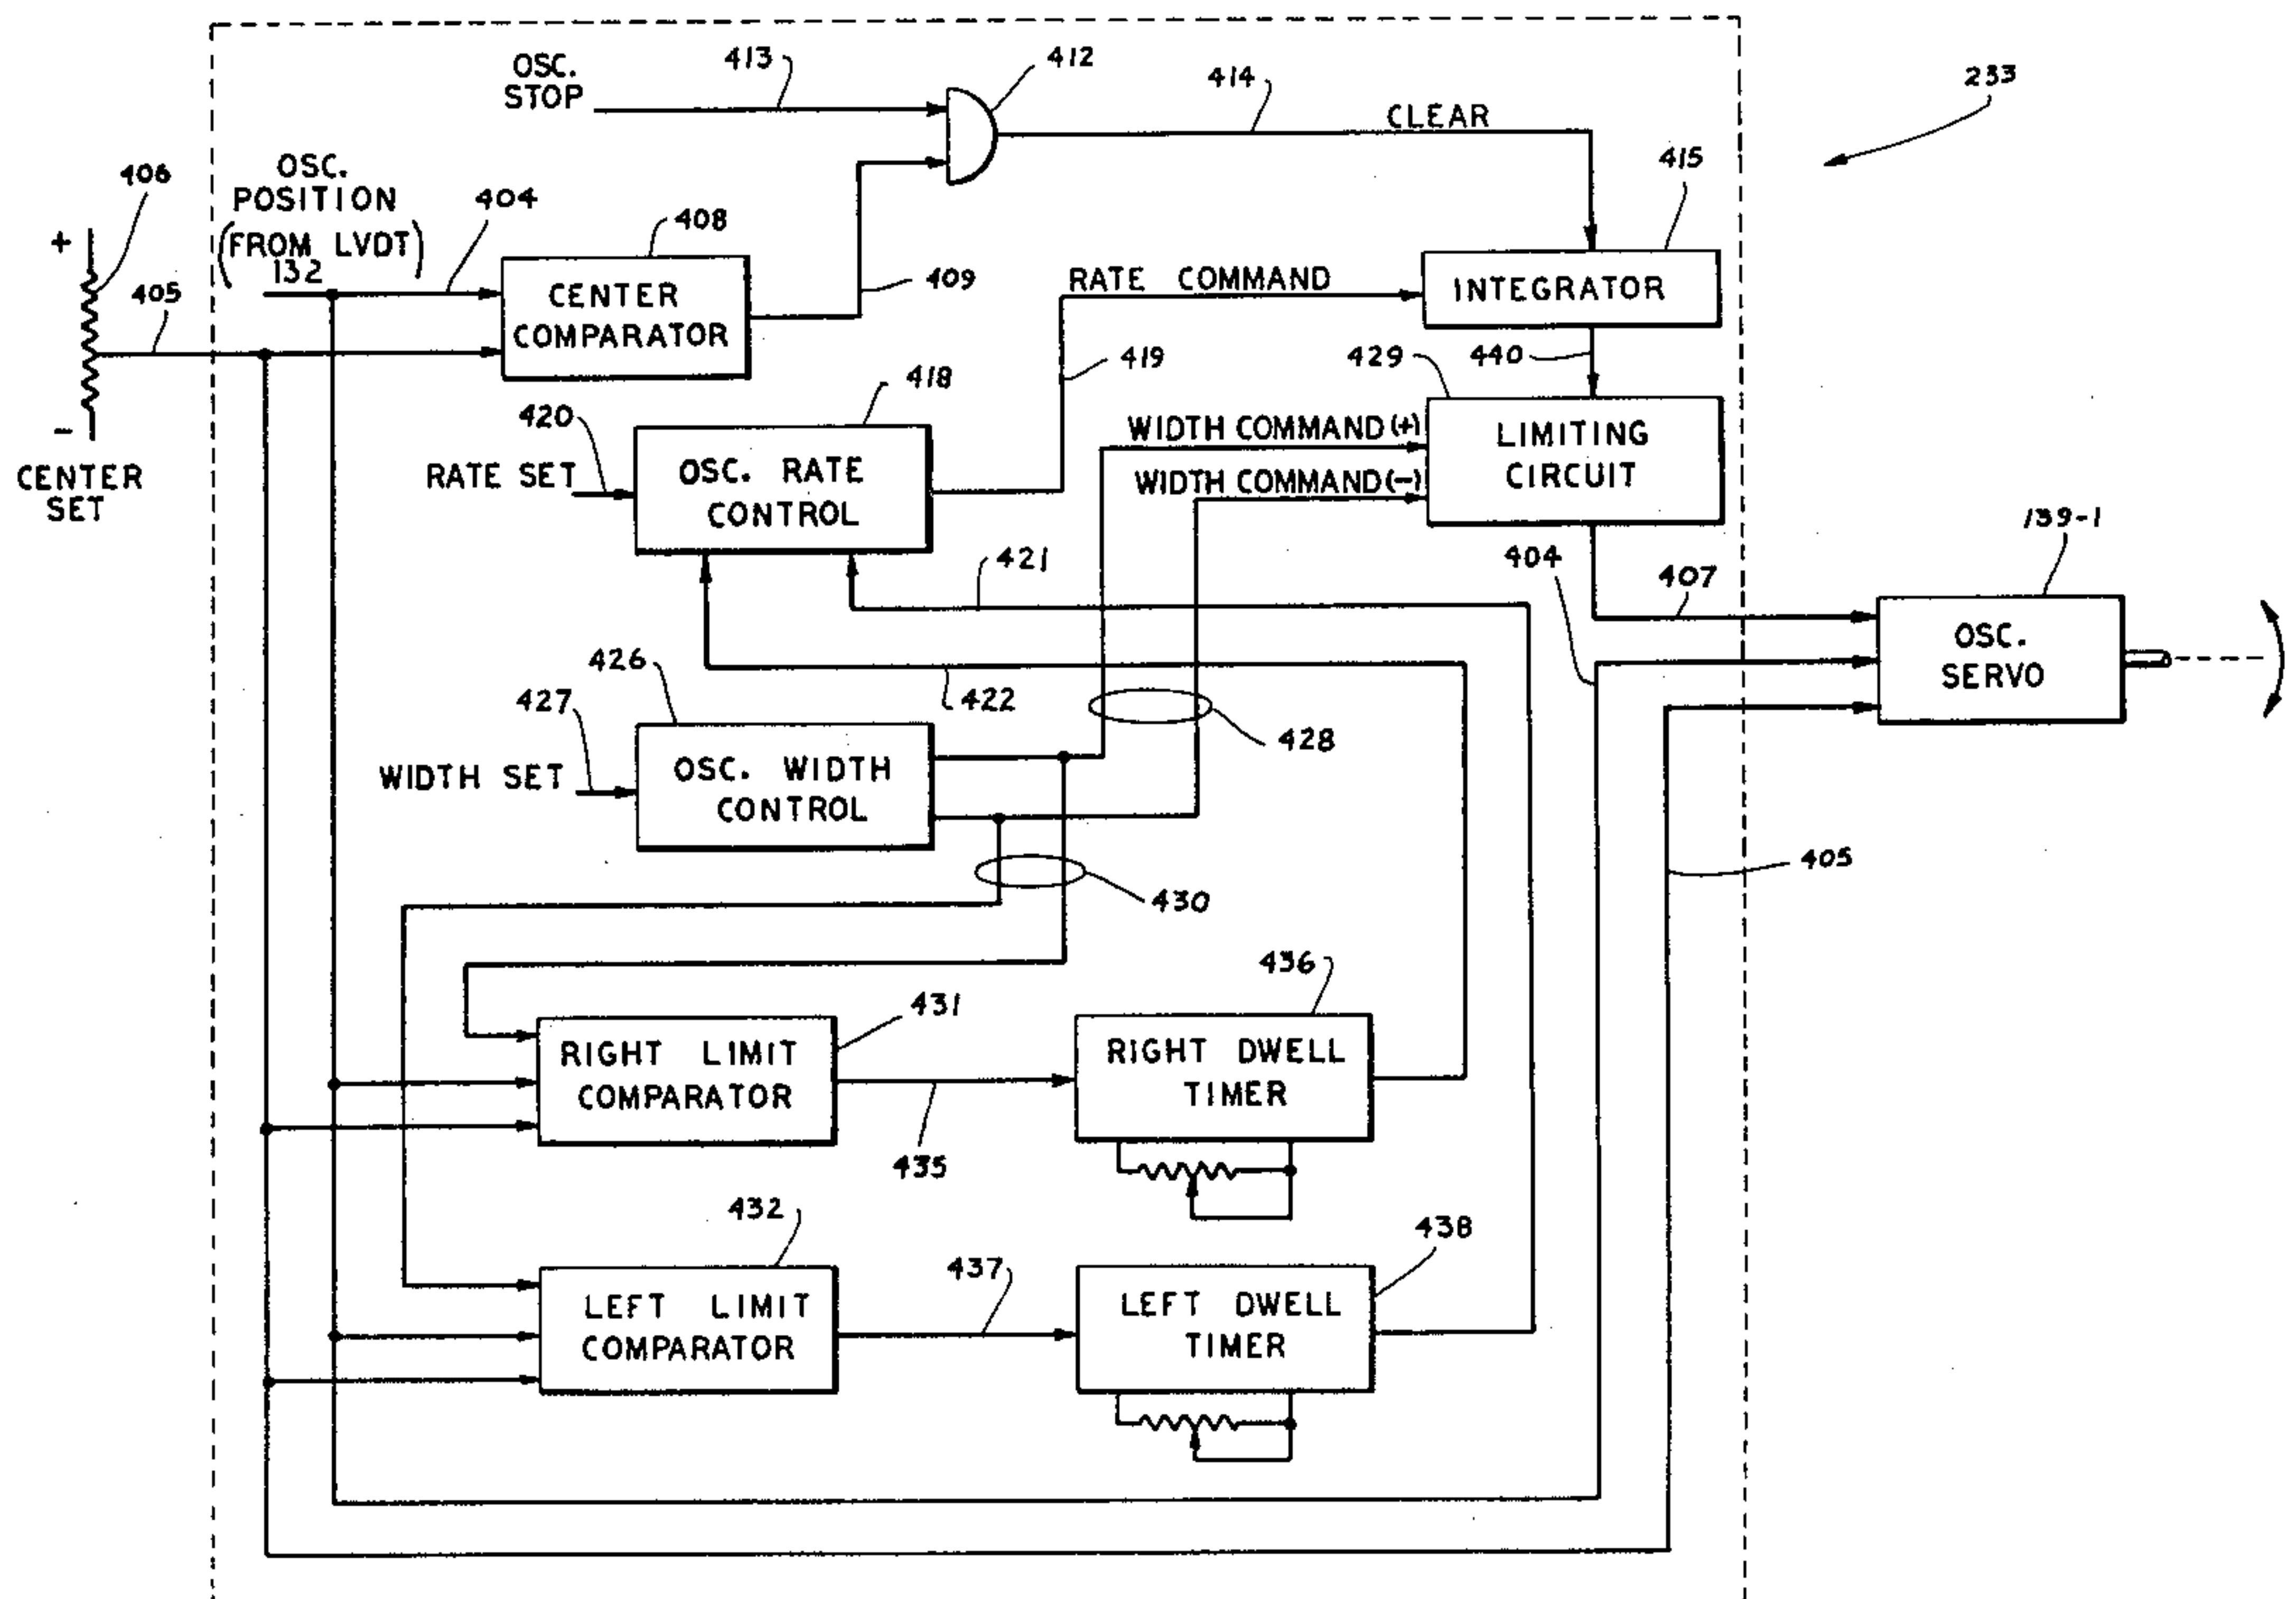 OSC.
STOP
413
412
414
CLEAR
233
415
406
+
-
CENTER
SET
405
OSC.
POSITION
(FROM LVDT)
132
404
408
CENTER
COMPARATOR
409
RATE COMMAND
INTEGRATOR
419
440
429
418
420
RATE SET
OSC. RATE
CONTROL
WIDTH COMMAND (+)
WIDTH COMMAND (-)
LIMITING
CIRCUIT
421
404
407
139-1
OSC.
SERVO
426
422
427
428
WIDTH SET
OSC. WIDTH
CONTROL
405
430
431
436
RIGHT LIMIT
COMPARATOR
RIGHT DWELL
TIMER
435
432
437
438
LEFT LIMIT
COMPARATOR
LEFT DWELL
TIMER